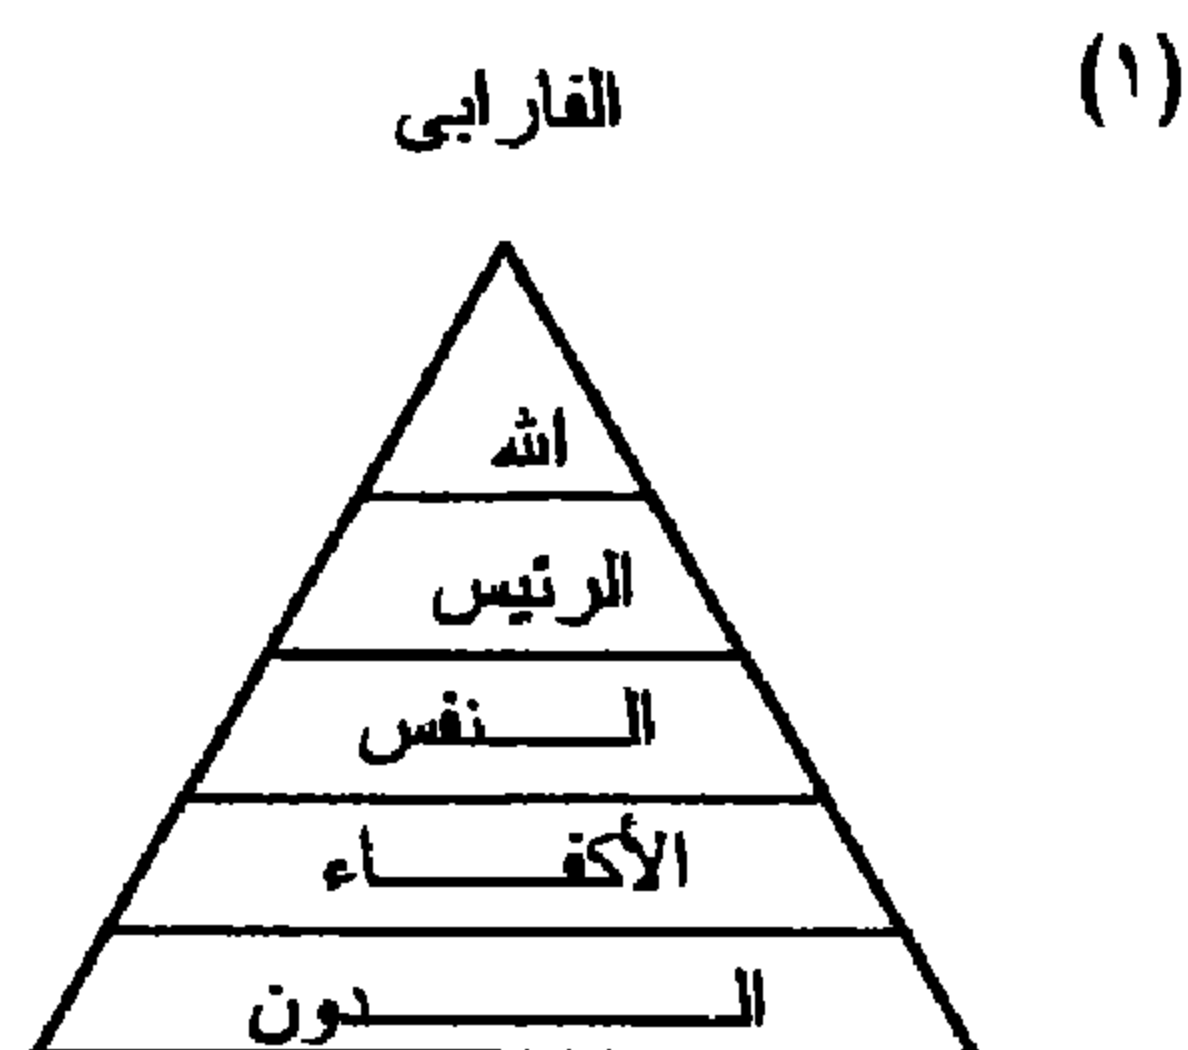 (١)
الفارابى
الله
الرئيس
النفس
الأكفاء
الدون